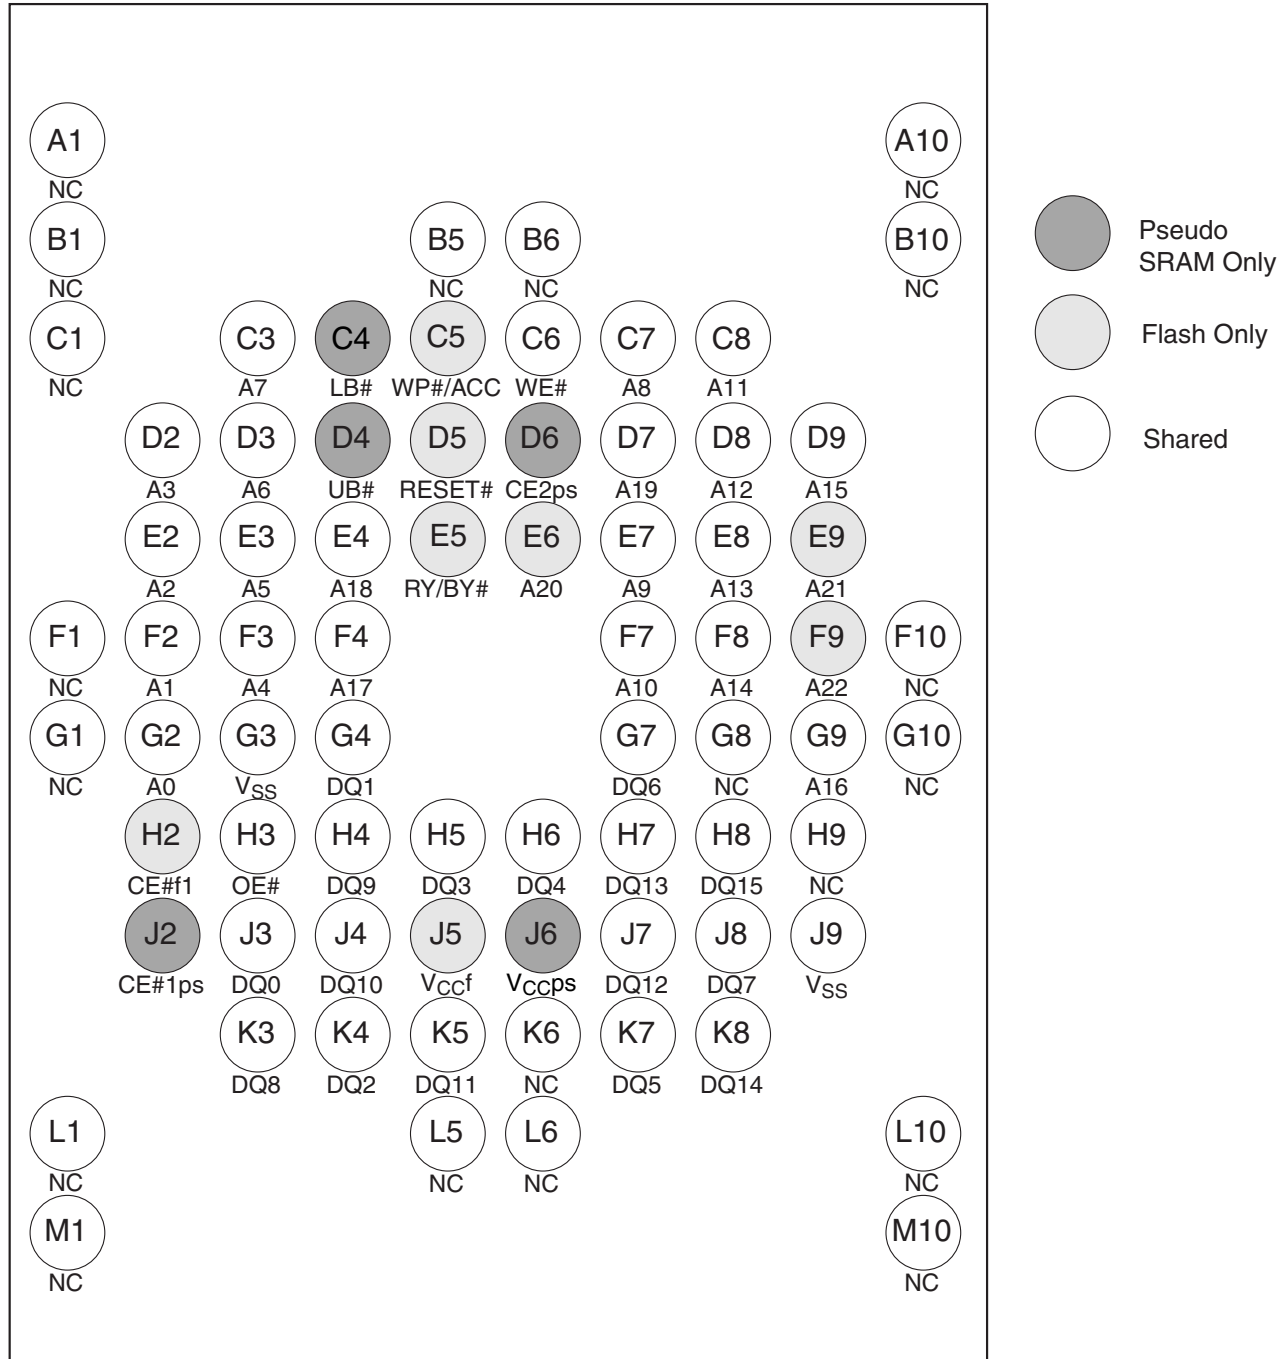 A1 A10
NC NC
B1 B5 B6 B10
NC NC NC NC
C1 C3 C4 C5 C6 C7 C8
NC A7 LB# WP#/ACC WE# A8 A11
D2 D3 D4 D5 D6 D7 D8 D9
A3 A6 UB# RESET# CE2ps A19 A12 A15
E2 E3 E4 E5 E6 E7 E8 E9
A2 A5 A18 RY/BY# A20 A9 A13 A21
F1 F2 F3 F4 F7 F8 F9 F10
NC A1 A4 A17 A10 A14 A22 NC
G1 G2 G3 G4 G7 G8 G9 G10
NC A0 VSS DQ1 DQ6 NC A16 NC
H2 H3 H4 H5 H6 H7 H8 H9
CE#f1 OE# DQ9 DQ3 DQ4 DQ13 DQ15 NC
J2 J3 J4 J5 J6 J7 J8 J9
CE#1ps DQ0 DQ10 VCCf VCCps DQ12 DQ7 VSS
K3 K4 K5 K6 K7 K8
DQ8 DQ2 DQ11 NC DQ5 DQ14
L1 L5 L6 L10
NC NC NC NC
M1 M10
NC NC
Pseudo
SRAM Only
Flash Only
Shared